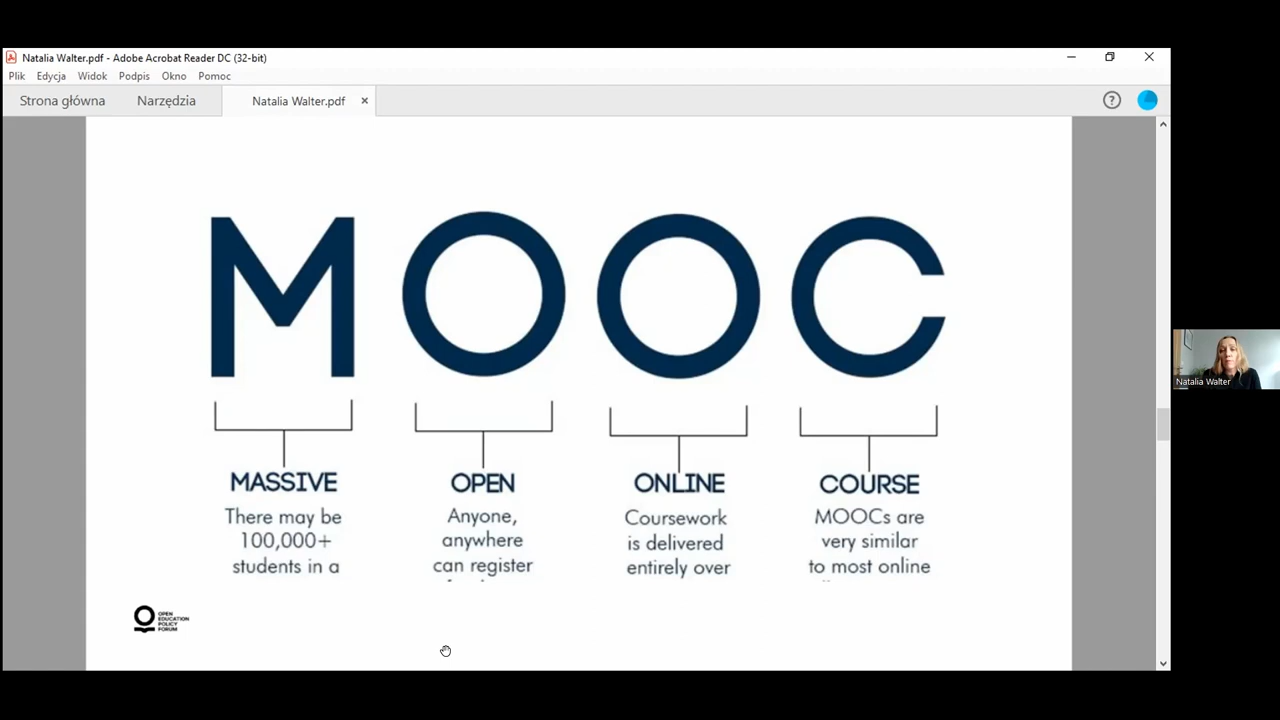 Natalia Walter.pdf - Adobe Acrobat Reader DC (32-bit)
Plik Edycja Widok Podpis Okno Pomoc
Strona główna Narzędzia Natalia Walter.pdf
MOOC
MASSIVE
There may be
100,000+
students in a
OPEN
Anyone,
anywhere
can register
ONLINE
Coursework
is delivered
entirely over
COURSE
MOOCs are
very similar
to most online
OPEN
EDUCATION
POLICY
FORUM
Natalia Walter